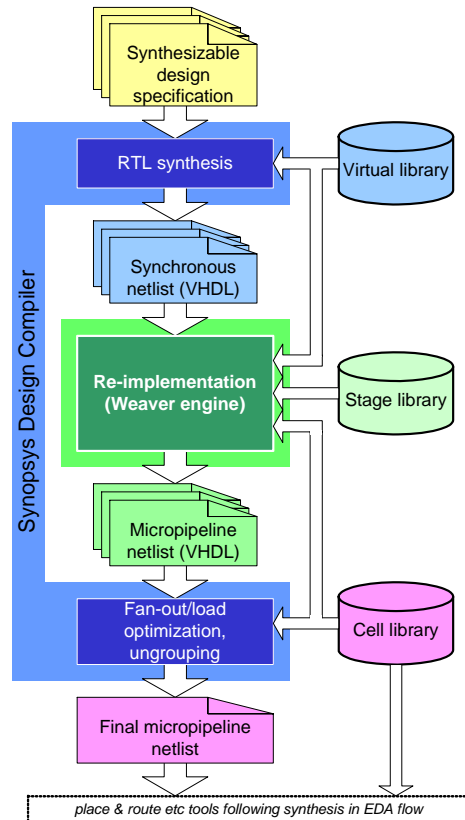 Synthesizable
design
specification
Synopsys Design Compiler
RTL synthesis
Virtual library
Synchronous
netlist (VHDL)
Re-implementation
(Weaver engine)
Stage library
Micropipeline
netlist (VHDL)
Fan-out/load
optimization,
ungrouping
Cell library
Final micropipeline
netlist
place & route etc tools following synthesis in EDA flow